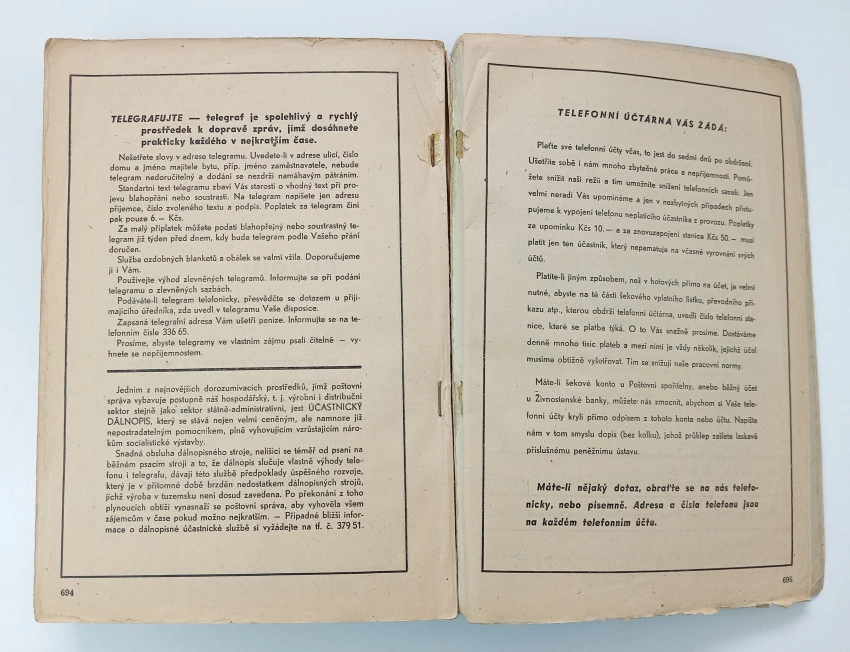 TELEGRAFUJTE — telegraf je spolehlivý a rychlý
prostředek k dopravě zpráv, jímž dosáhnete
prakticky každého v nejkratším čase.
Nešetřete slovy v adrese telegramu. Uvedete-li v adrese ulici, číslo
domu a jméno majitele bytu, příp. jméno zaměstnavatele, nebude
telegram nedoručitelný a dodání se nezdrží namáhavým pátráním.
Standartní text telegramu zbaví Vás starosti o vhodný text při pro-
jevu blahopřání nebo soustrasti. Na telegram napíšete jen adresu
příjemce, číslo zvoleného textu a podpis. Poplatek za telegram činí
pak pouze 6.— Kčs.
Za malý příplatek můžete podati blahopřejný nebo soustrastný te-
legram již týden před dnem, kdy bude telegram podle Vašeho přání
doručen.
Služba ozdobných blanketů a obálek se velmi vžila. Doporučujeme
ji i Vám.
Používejte výhod zlevněných telegramů. Informujte se při podání
telegramu o zlevněných sazbách.
Podáváte-li telegram telefonicky, přesvědčte se dotazem u přijí-
majícího úředníka, zda uvedl v telegramu Vaše disposice.
Zapsaná telegrafní adresa Vám ušetří peníze. Informujte se na te-
lefonním čísle 336 65.
Prosíme, abyste telegramy ve vlastním zájmu psali čitelně — vy-
hnete se nepříjemnostem.
Jedním z nejnovějších dorozumívacích prostředků, jímž poštovní
správa vybavuje postupně náš hospodářský, t. j. výrobní i distribuční
sektor stejně jako sektor státně-administrativní, jest ÚČASTNICKÝ
DÁLNOPIS, který se stává nejen velmi ceněným, ale namnoze již
nepostradatelným pomocníkem, plně vyhovujícím vzrůstajícím náro-
kům socialistické výstavby.
Snadná obsluha dálnopisného stroje, nelišící se téměř od psaní na
běžném psacím stroji a to, že dálnopis slučuje vlastně výhody tele-
fonu i telegrafu, dávají této službě předpoklady úspěšného rozvoje,
který je v přítomné době brzděn nedostatkem dálnopisných strojů,
jichž výroba v tuzemsku není dosud zavedena. Po překonání z toho
plynoucích obtíží vynasnaží se poštovní správa, aby vyhověla všem
zájemcům v čase pokud možno nejkratším. — Případné bližší infor-
mace o dálnopisné účastnické službě si vyžádejte na tf. č. 379 51.
694
TELEFONNÍ ÚČTÁRNA VÁS ŽÁDÁ:
Plaťte své telefonní účty včas, to jest do sedmi dnů po obdržení.
Ušetříte sobě i nám mnoho zbytečné práce a nepříjemností. Pomů-
žete snížit naši režii a tím umožníte snížení telefonních sazeb. Jen
velmi neradi Vás upomínáme a jen v nezbytných případech přistu-
pujeme k vypojení telefonu neplatícího účastníka z provozu. Poplatky
za upomínku Kčs 10.— a za znovuzapojení stanice Kčs 50.— musí
platit jen ten účastník, který nepamatuje na včasné vyrovnání svých
účtů.
Platíte-li jiným způsobem, než v hotových přímo na účet, je velmi
nutné, abyste na té části šekového vplatního lístku, převodního pří-
kazu atp., kterou obdrží telefonní účtárna, uvedli číslo telefonní sta-
nice, které se platba týká. O to Vás snažně prosíme. Dostáváme
denně mnoho tisíc plateb a mezi nimi je vždy několik, jejichž účel
musíme obtížně vyšetřovat. Tím se snižují naše pracovní normy.
Máte-li šekové konto u Poštovní spořitelny, anebo běžný účet
u Živnostenské banky, můžete nás zmocnit, abychom si Vaše tele-
fonní účty kryli přímo odpisem z tohoto konta nebo účtu. Napište
nám v tom smyslu dopis (bez kolku), jehož průklep zašlete laskavě
příslušnému peněžnímu ústavu.
Máte-li nějaký dotaz, obraťte se na nás telefo-
nicky, nebo písemně. Adresa a čísla telefonu jsou
na každém telefonním účtu.
695